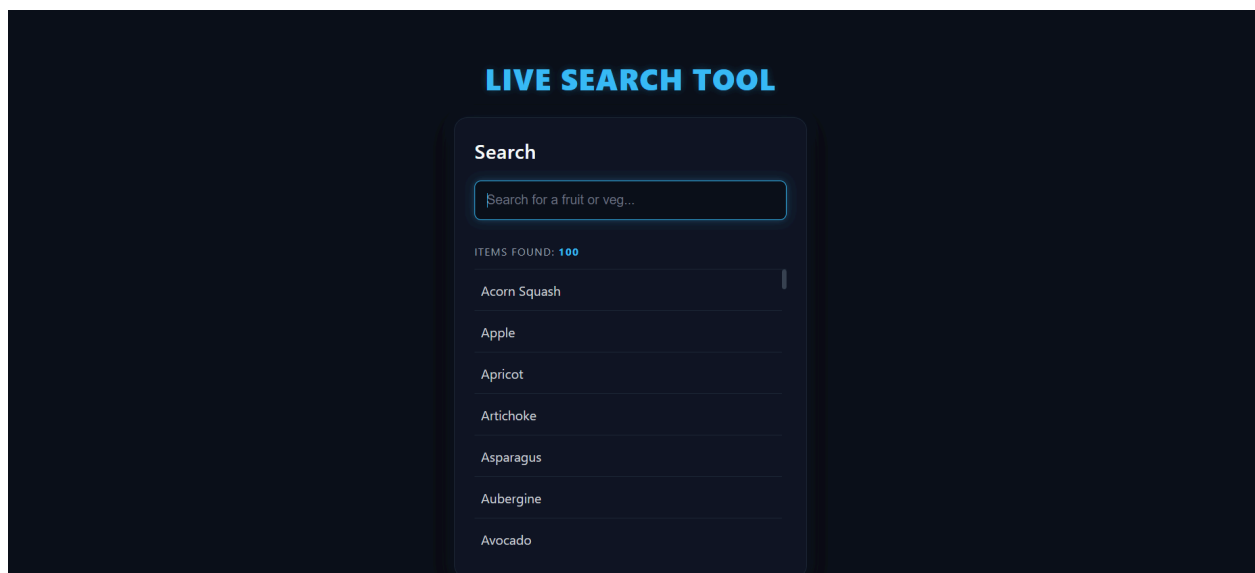 LIVE SEARCH TOOL
Search
Search for a fruit or veg...
ITEMS FOUND: 100
Acorn Squash
Apple
Apricot
Artichoke
Asparagus
Aubergine
Avocado